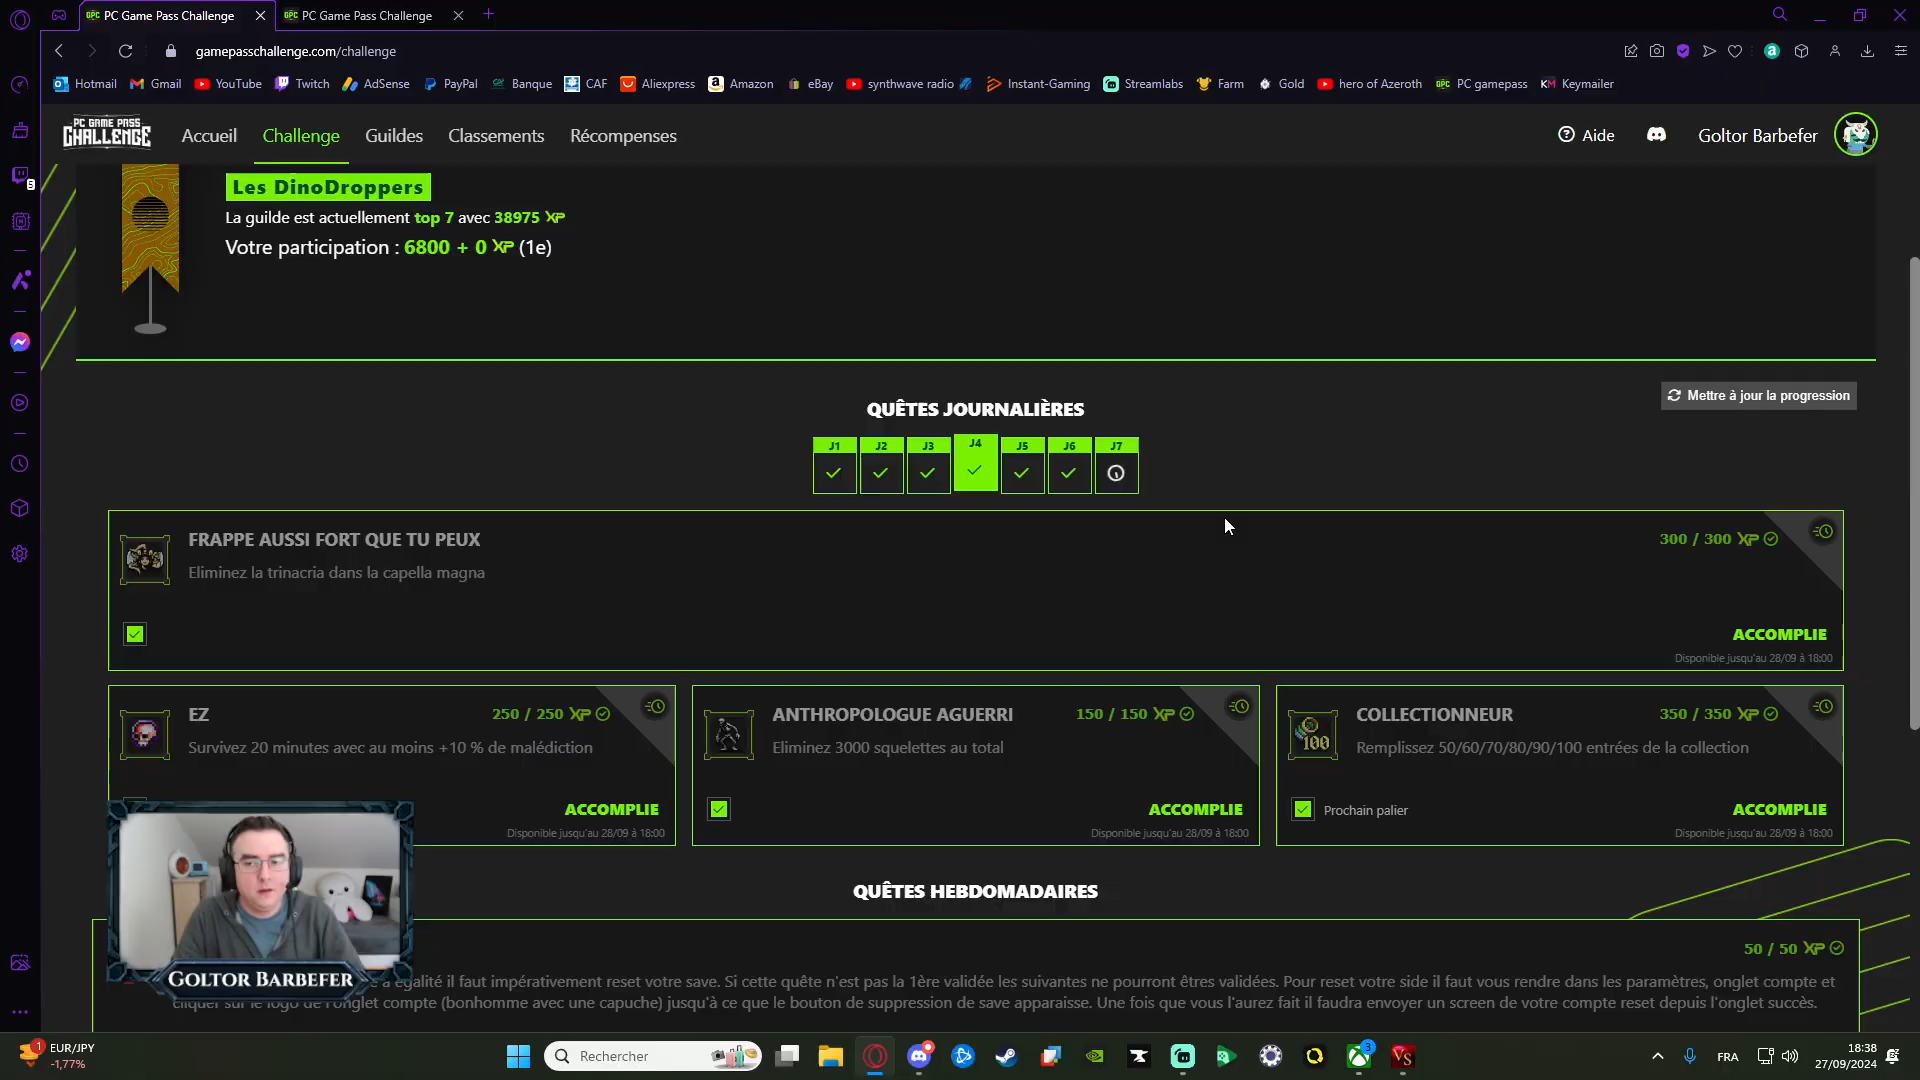 PC Game Pass Challenge
PC Game Pass Challenge
gamepasschallenge.com/challenge
Hotmail
Gmail
YouTube
Twitch
AdSense
PayPal
Banque
CAF
Aliexpress
Amazon
eBay
synthwave radio
Instant-Gaming
Streamlabs
Farm
Gold
hero of Azeroth
PC gamepass
Keymailer
PC GAME PASS
CHALLENGE
Accueil
Challenge
Guildes
Classements
Récompenses
Aide
Goltor Barbefer
Les DinoDroppers
La guilde est actuellement top 7 avec 38975 XP
Votre participation : 6800 + 0 XP (1e)
QUÊTES JOURNALIÈRES
Mettre à jour la progression
J1
J2
J3
J4
J5
J6
J7
FRAPPE AUSSI FORT QUE TU PEUX
300 / 300 XP
Eliminez la trinacria dans la capella magna
ACCOMPLIE
Disponible jusqu'au 28/09 à 18:00
EZ
250 / 250 XP
Survivez 20 minutes avec au moins +10 % de malédiction
ACCOMPLIE
Disponible jusqu'au 28/09 à 18:00
ANTHROPOLOGUE AGUERRI
150 / 150 XP
Eliminez 3000 squelettes au total
ACCOMPLIE
Disponible jusqu'au 28/09 à 18:00
100
COLLECTIONNEUR
350 / 350 XP
Remplissez 50/60/70/80/90/100 entrées de la collection
Prochain palier
ACCOMPLIE
Disponible jusqu'au 28/09 à 18:00
QUÊTES HEBDOMADAIRES
50 / 50 XP
égalité il faut impérativement reset votre save. Si cette quête n'est pas la 1ère validée les suivantes ne pourront êtres validées. Pour reset votre side il faut vous rendre dans les paramètres, onglet compte et
cliquer sur le logo de l'onglet compte (bonhomme avec une capuche) jusqu'à ce que le bouton de suppression de save apparaisse. Une fois que vous l'aurez fait il faudra envoyer un screen de votre compte reset depuis l'onglet succès.
GOLTOR BARBEFER
1
EUR/JPY
-1,77%
Rechercher
3
FRA
18:38
27/09/2024